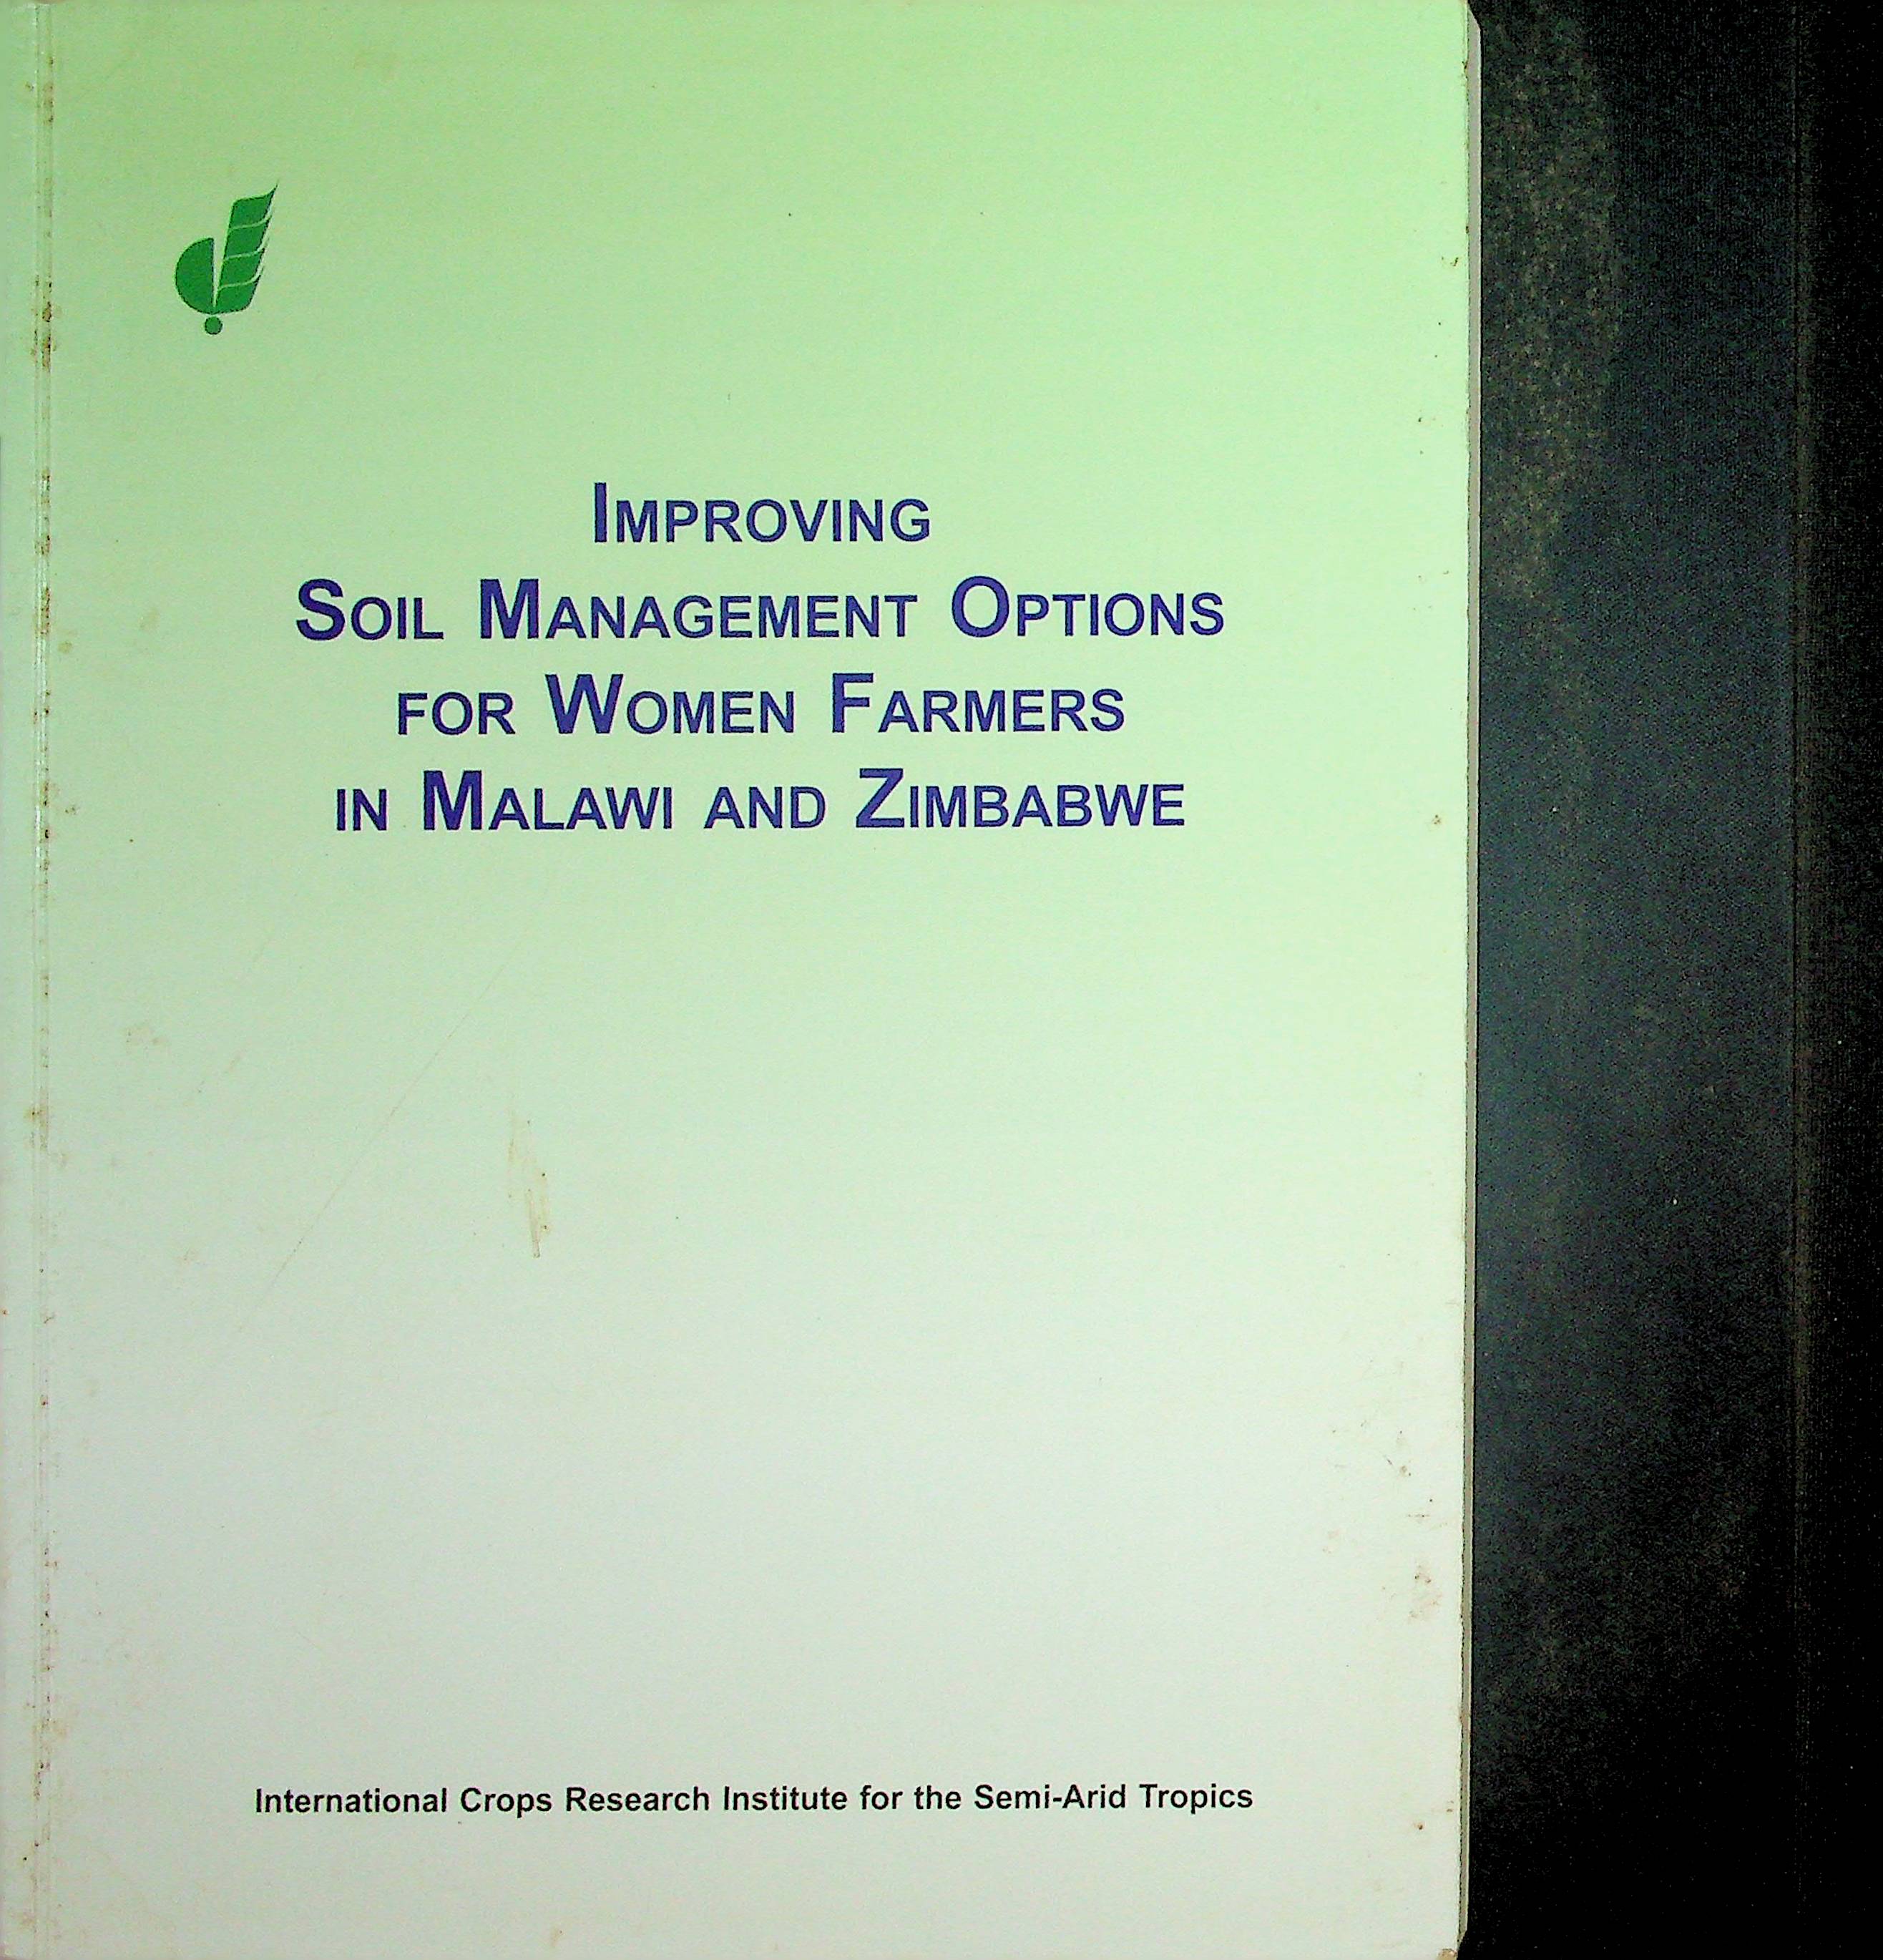 IMPROVING
SOIL MANAGEMENT OPTIONS
FOR WOMEN FARMERS
IN MALAWI AND ZIMBABWE
International Crops Research Institute for the Semi-Arid Tropics